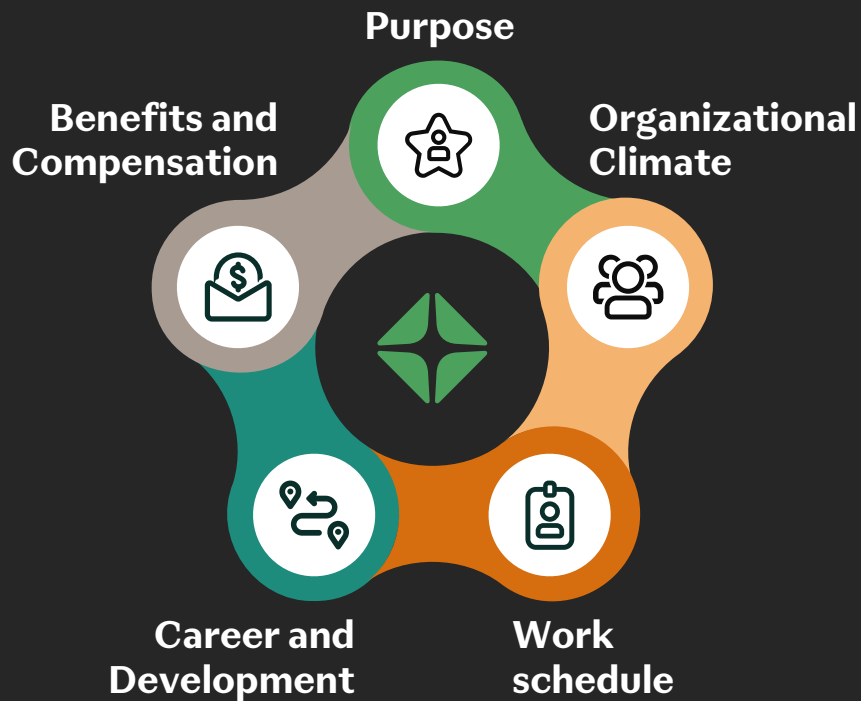 Purpose
Benefits and
Compensation
Organizational
Climate
$
Career and
Development
Work
schedule